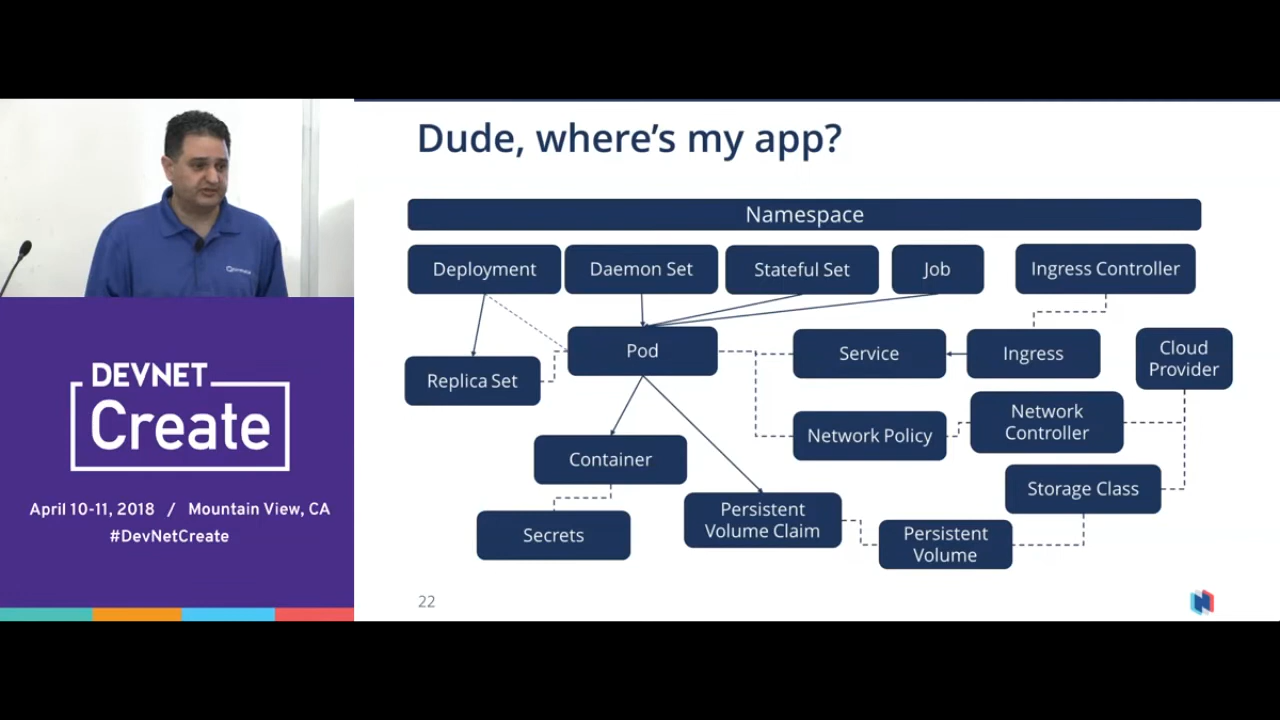 Dude, where's my app?
Namespace
Deployment
Daemon Set
Stateful Set
Job
Ingress Controller
Pod
Service
Ingress
Cloud
Provider
Replica Set
Network Policy
Network
Controller
Container
Storage Class
Secrets
Persistent
Volume Claim
Persistent
Volume
22
DEVNET
Create
April 10-11, 2018 / Mountain View, CA
#DevNetCreate